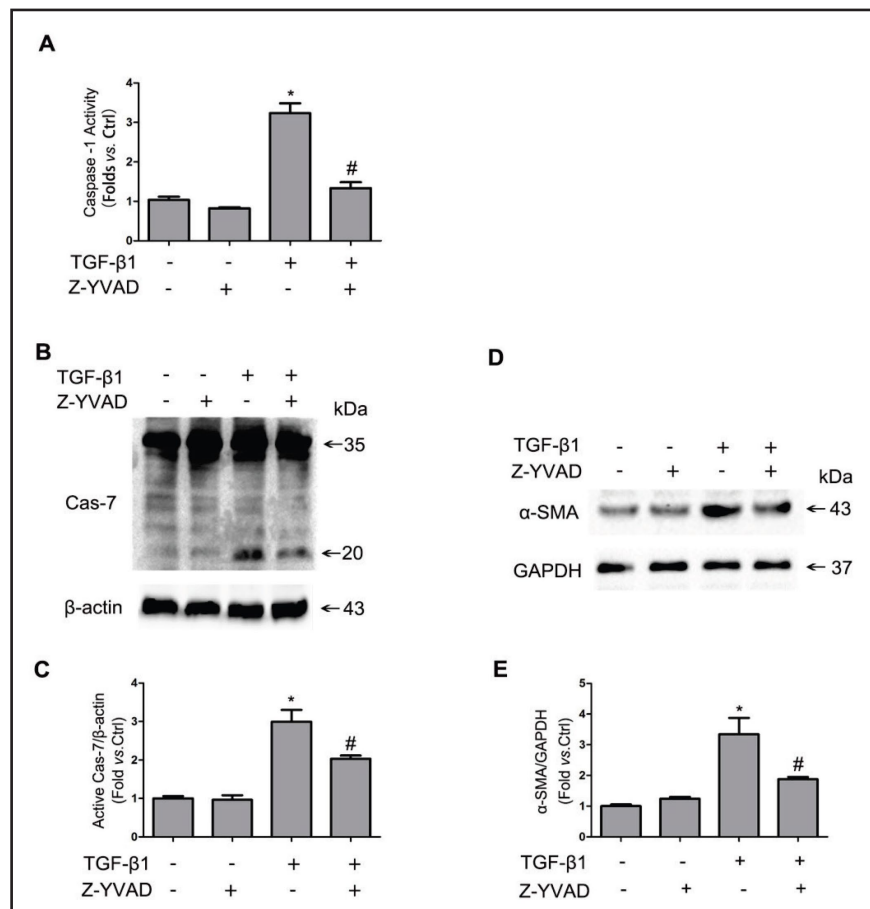 A
Caspase -1 Activity
(Folds vs. Ctrl)
4
3
2
1
0
*
#
TGF-β1 - - + +
Z-YVAD - + - +
B
TGF-β1 - - + +
Z-YVAD - + - +
kDa
Cas-7
←35
←20
β-actin
←43
C
Active Cas-7/β-actin
(Fold vs.Ctrl)
4
3
2
1
0
*
#
TGF-β1 - - + +
Z-YVAD - + - +
D
TGF-β1 - - + +
Z-YVAD - + - +
kDa
α-SMA ← 43
GAPDH ← 37
E
α-SMA/GAPDH
(Fold vs.Ctrl)
5
4
3
2
1
0
*
#
TGF-β1 - - + +
Z-YVAD - + - +